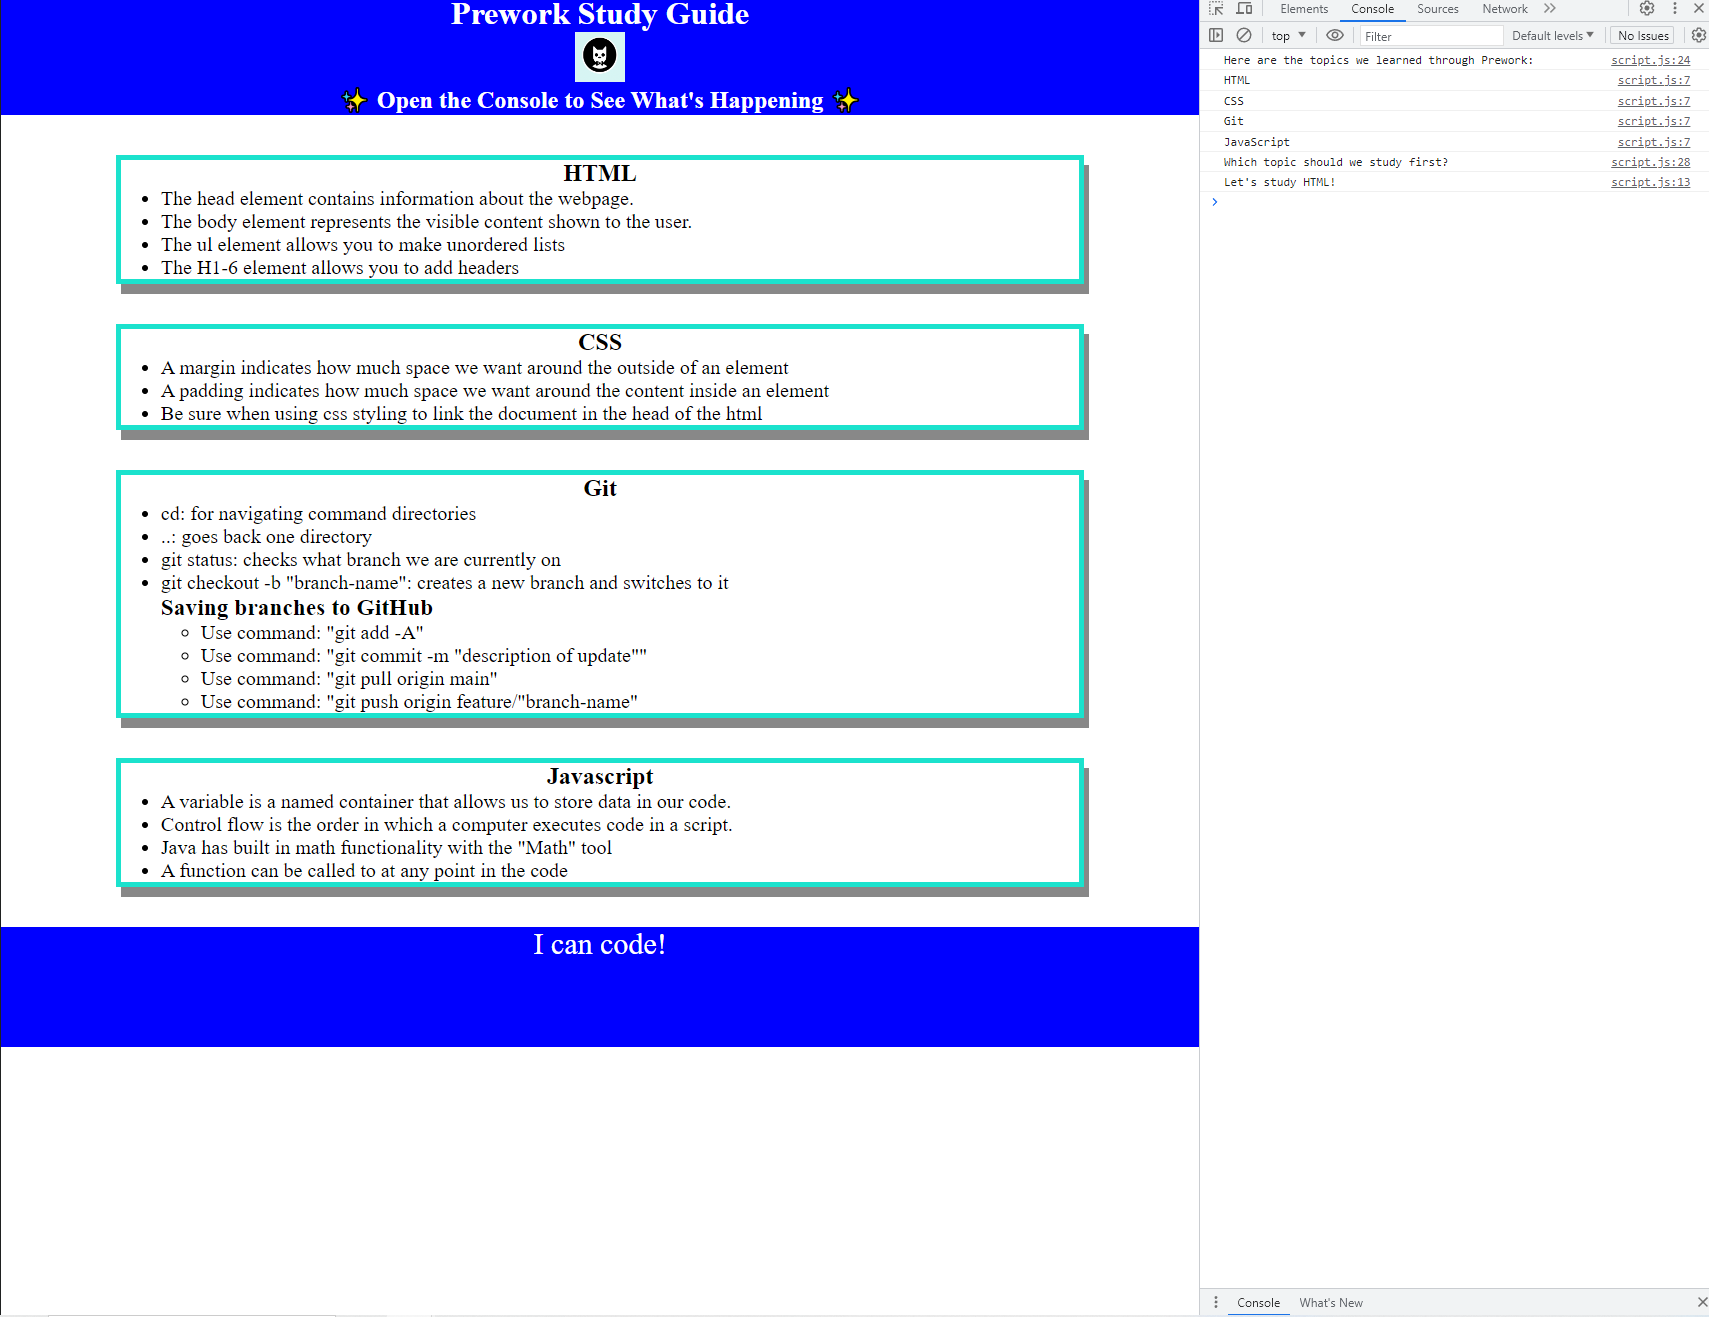 Prework Study Guide
✨ Open the Console to See What's Happening ✨
HTML
• The head element contains information about the webpage.
• The body element represents the visible content shown to the user.
• The ul element allows you to make unordered lists
• The H1-6 element allows you to add headers
CSS
• A margin indicates how much space we want around the outside of an element
• A padding indicates how much space we want around the content inside an element
• Be sure when using css styling to link the document in the head of the html
Git
• cd: for navigating command directories
• ..: goes back one directory
• git status: checks what branch we are currently on
• git checkout -b "branch-name": creates a new branch and switches to it
Saving branches to GitHub
◦ Use command: "git add -A"
◦ Use command: "git commit -m "description of update""
◦ Use command: "git pull origin main"
◦ Use command: "git push origin feature/"branch-name"
Javascript
• A variable is a named container that allows us to store data in our code.
• Control flow is the order in which a computer executes code in a script.
• Java has built in math functionality with the "Math" tool
• A function can be called to at any point in the code
I can code!
Elements Console Sources Network
top Filter Default levels No Issues
Here are the topics we learned through Prework: script.js:24
HTML script.js:7
CSS script.js:7
Git script.js:7
JavaScript script.js:7
Which topic should we study first? script.js:28
Let's study HTML! script.js:13
Console What's New